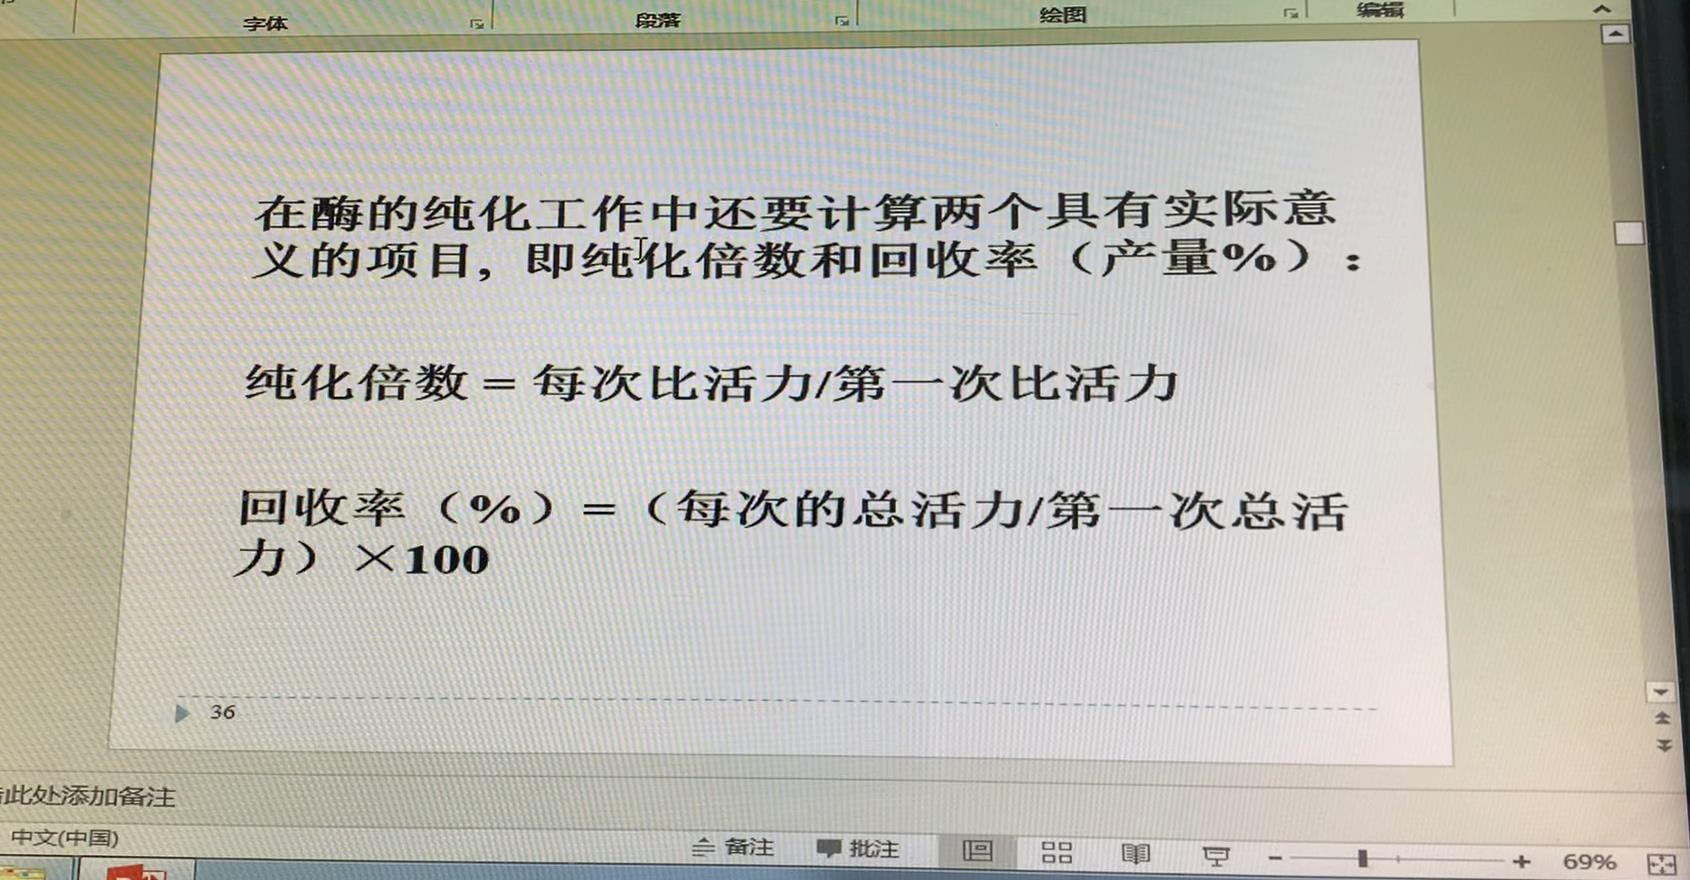 字体
段落
绘图
编辑
在酶的纯化工作中还要计算两个具有实际意
义的项目，即纯化倍数和回收率（产量%）：
纯化倍数 = 每次比活力/第一次比活力
回收率（%）=（每次的总活力/第一次总活
力）×100
36
此处添加备注
中文(中国)
备注
批注
69%